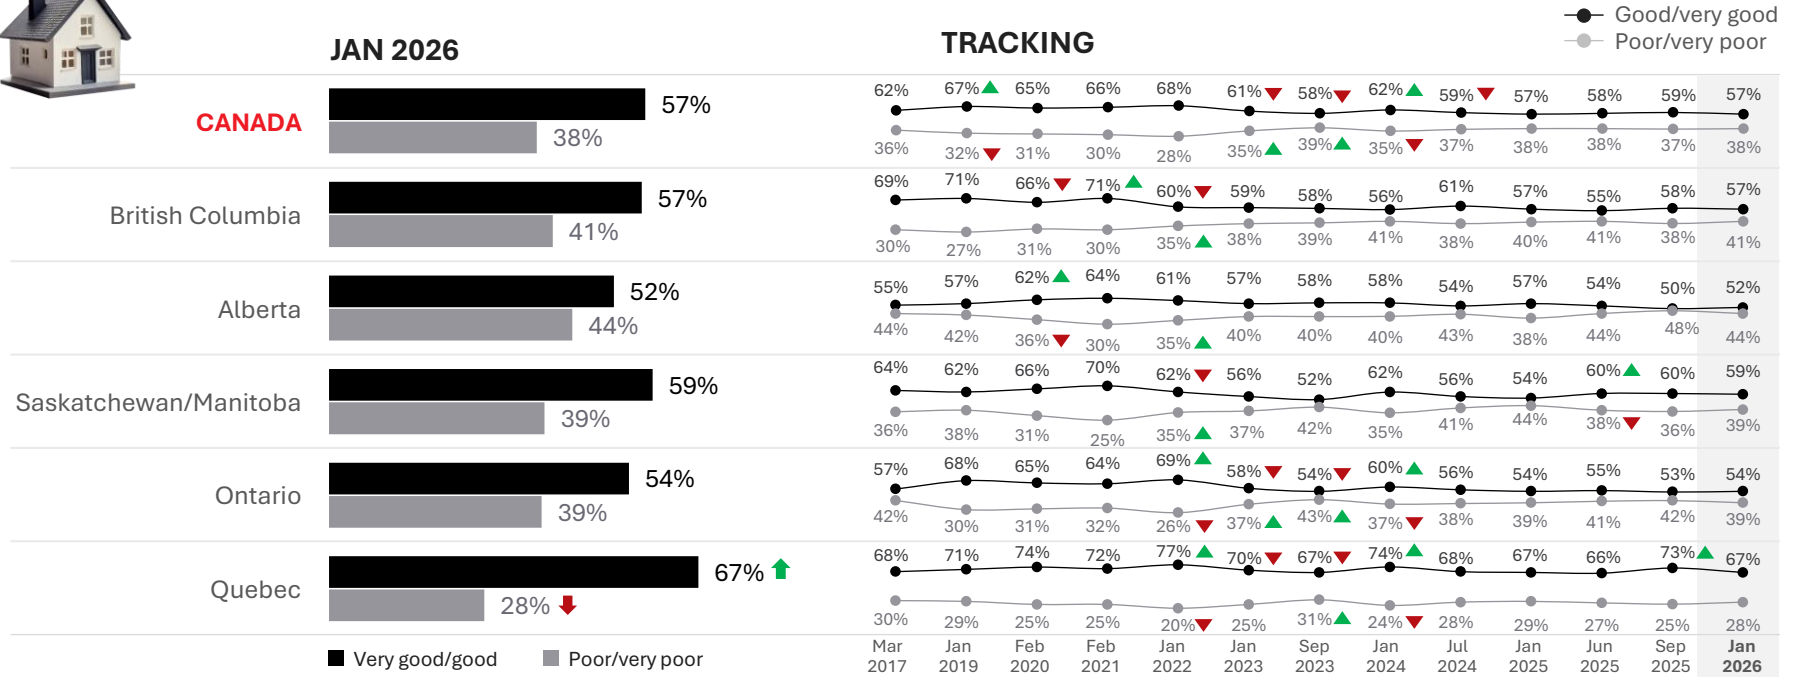 Good/very good
Poor/very poor
JAN 2026
TRACKING
CANADA
57%
38%
62% 67% 65% 66% 68% 61% 58% 62% 59% 57% 58% 59% 57%
36% 32% 31% 30% 28% 35% 39% 35% 37% 38% 38% 37% 38%
British Columbia
57%
41%
69% 71% 66% 71% 60% 59% 58% 56% 61% 57% 55% 58% 57%
30% 27% 31% 30% 35% 38% 39% 41% 38% 40% 41% 38% 41%
Alberta
52%
44%
55% 57% 62% 64% 61% 57% 58% 58% 54% 57% 54% 50% 52%
44% 42% 36% 30% 35% 40% 40% 40% 43% 38% 44% 48% 44%
Saskatchewan/Manitoba
59%
39%
64% 62% 66% 70% 62% 56% 52% 62% 56% 54% 60% 60% 59%
36% 38% 31% 25% 35% 37% 42% 35% 41% 44% 38% 36% 39%
Ontario
54%
39%
57% 68% 65% 64% 69% 58% 54% 60% 56% 54% 55% 53% 54%
42% 30% 31% 32% 26% 37% 43% 37% 38% 39% 41% 42% 39%
Quebec
67%
28%
68% 71% 74% 72% 77% 70% 67% 74% 68% 67% 66% 73% 67%
30% 29% 25% 25% 20% 25% 31% 24% 28% 29% 27% 25% 28%
Very good/good Poor/very poor
Mar Jan Feb Feb Jan Jan Sep Jan Jul Jan Jun Sep Jan
2017 2019 2020 2021 2022 2023 2023 2024 2024 2025 2025 2025 2026